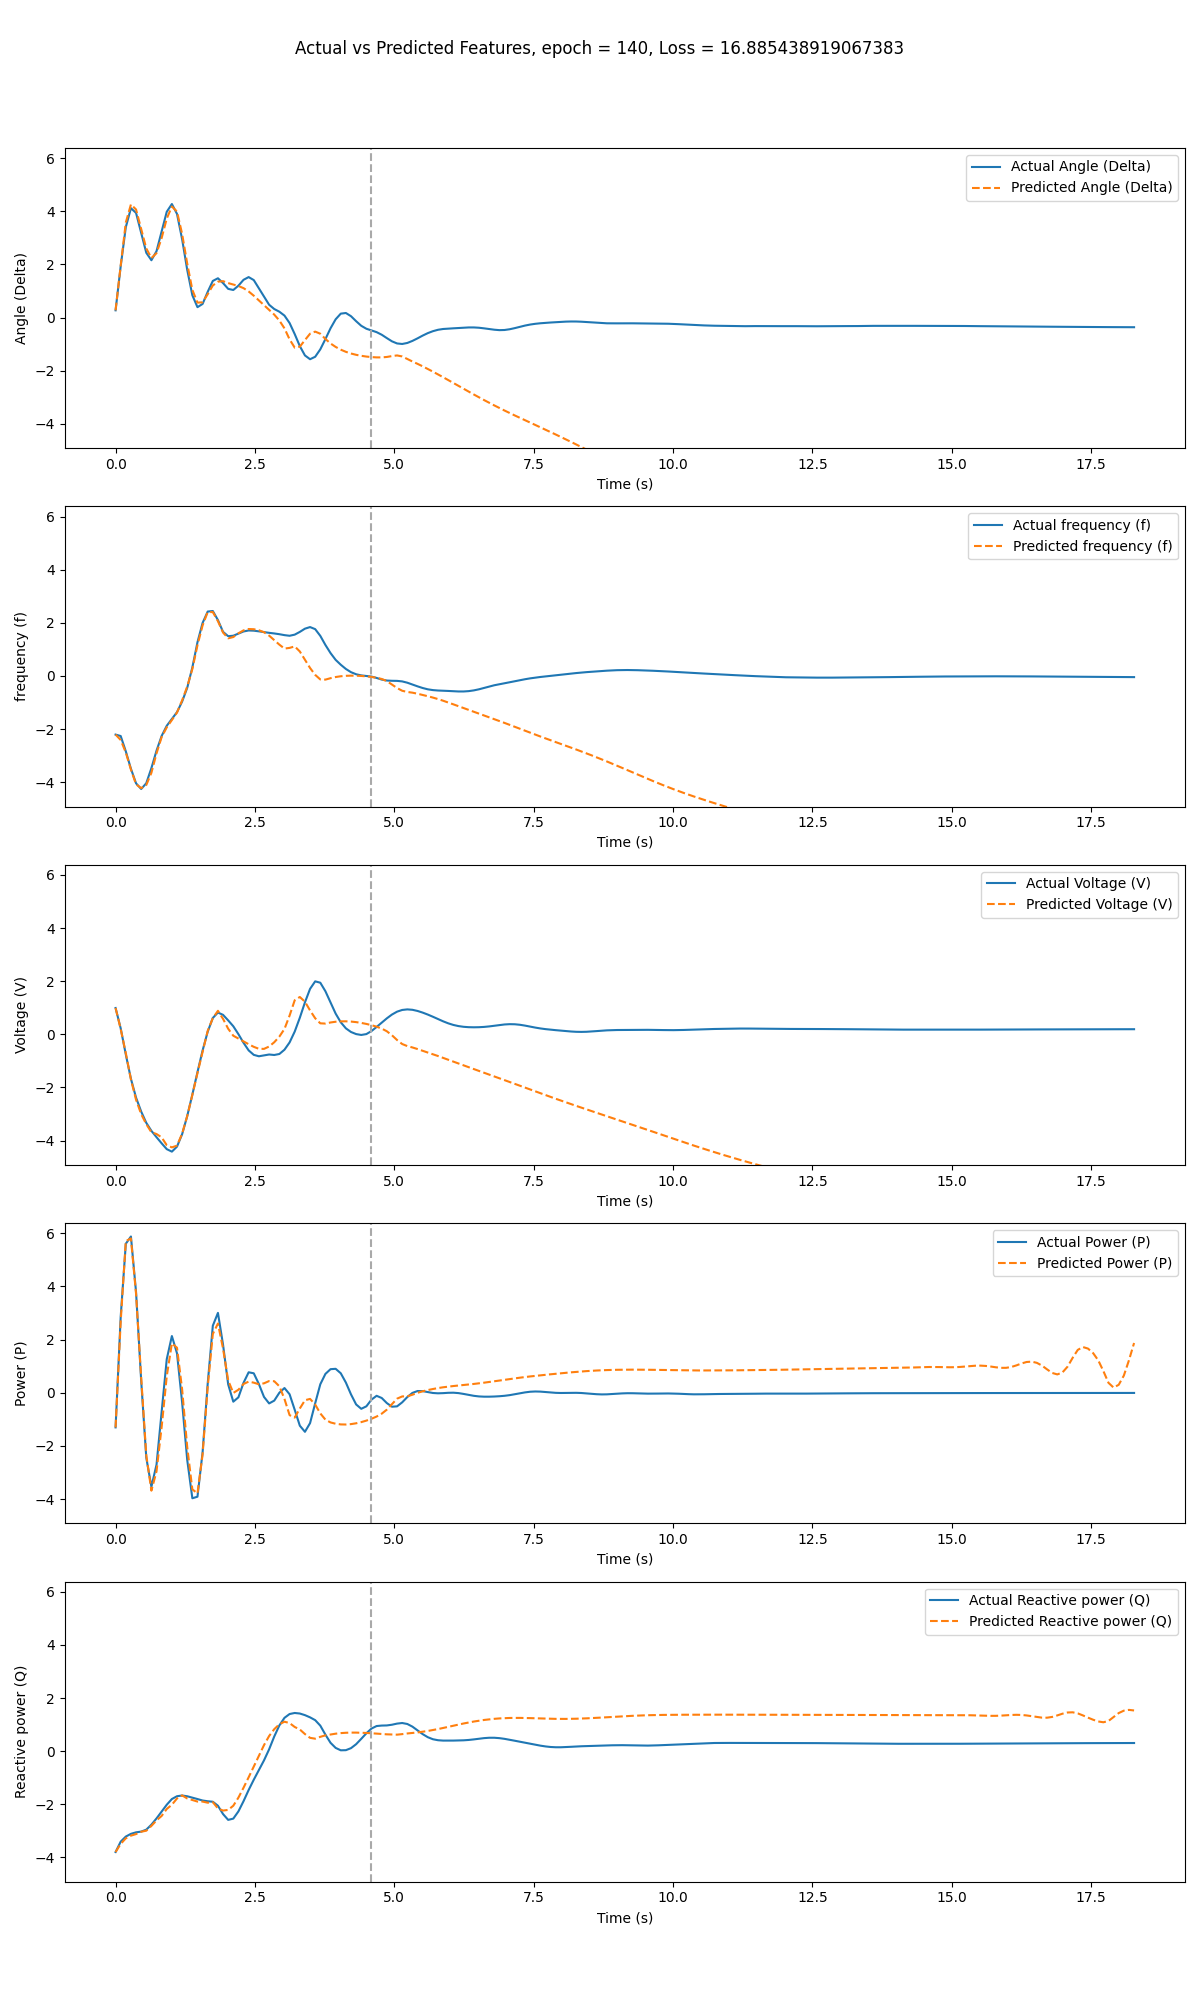 Actual vs Predicted Features, epoch = 140, Loss = 16.885438919067383
Actual Angle (Delta)
Predicted Angle (Delta)
Angle (Delta)
6
4
2
0
−2
−4
0.0 2.5 5.0 7.5 10.0 12.5 15.0 17.5
Time (s)
Actual frequency (f)
Predicted frequency (f)
frequency (f)
6
4
2
0
−2
−4
0.0 2.5 5.0 7.5 10.0 12.5 15.0 17.5
Time (s)
Actual Voltage (V)
Predicted Voltage (V)
Voltage (V)
6
4
2
0
−2
−4
0.0 2.5 5.0 7.5 10.0 12.5 15.0 17.5
Time (s)
Actual Power (P)
Predicted Power (P)
Power (P)
6
4
2
0
−2
−4
0.0 2.5 5.0 7.5 10.0 12.5 15.0 17.5
Time (s)
Actual Reactive power (Q)
Predicted Reactive power (Q)
Reactive power (Q)
6
4
2
0
−2
−4
0.0 2.5 5.0 7.5 10.0 12.5 15.0 17.5
Time (s)